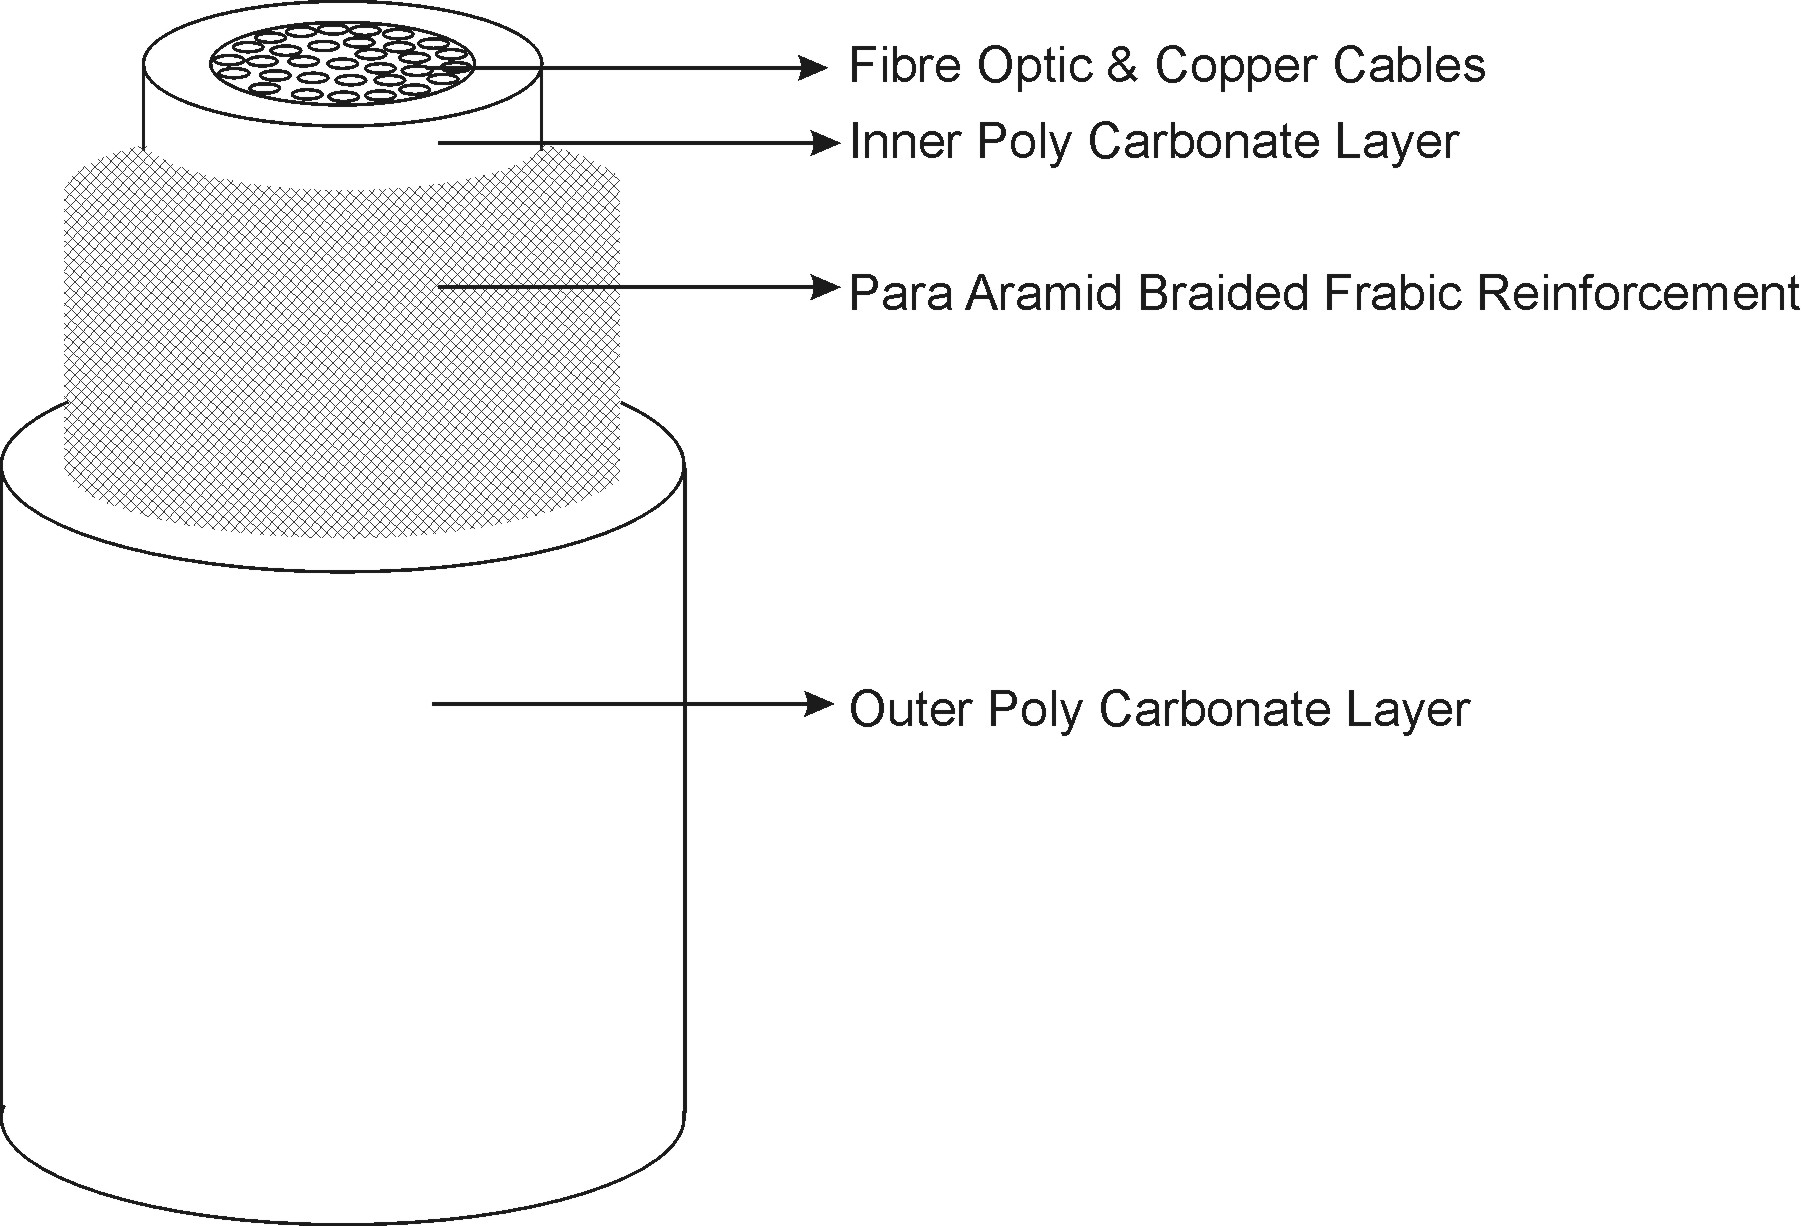 Fibre Optic & Copper Cables
Inner Poly Carbonate Layer
Para Aramid Braided Frabic Reinforcement
Outer Poly Carbonate Layer